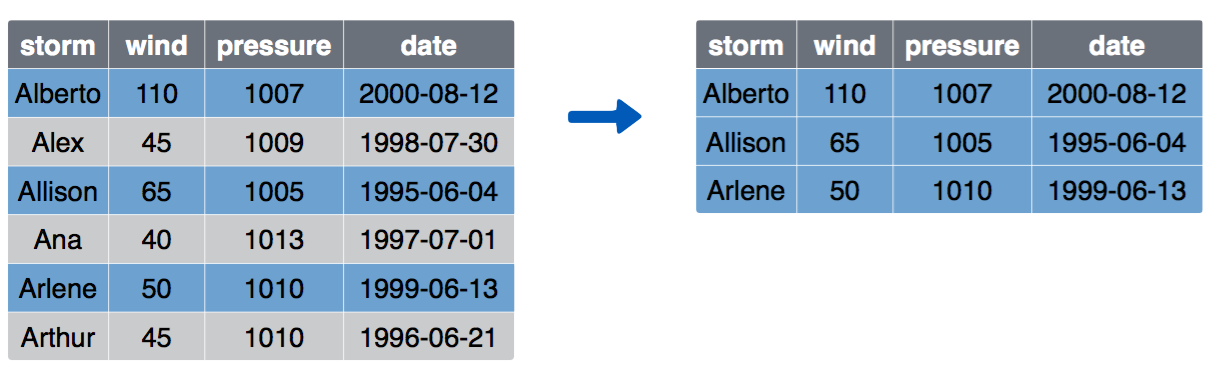 storm wind pressure date
Alberto 110 1007 2000-08-12
Alex 45 1009 1998-07-30
Allison 65 1005 1995-06-04
Ana 40 1013 1997-07-01
Arlene 50 1010 1999-06-13
Arthur 45 1010 1996-06-21
storm wind pressure date
Alberto 110 1007 2000-08-12
Allison 65 1005 1995-06-04
Arlene 50 1010 1999-06-13